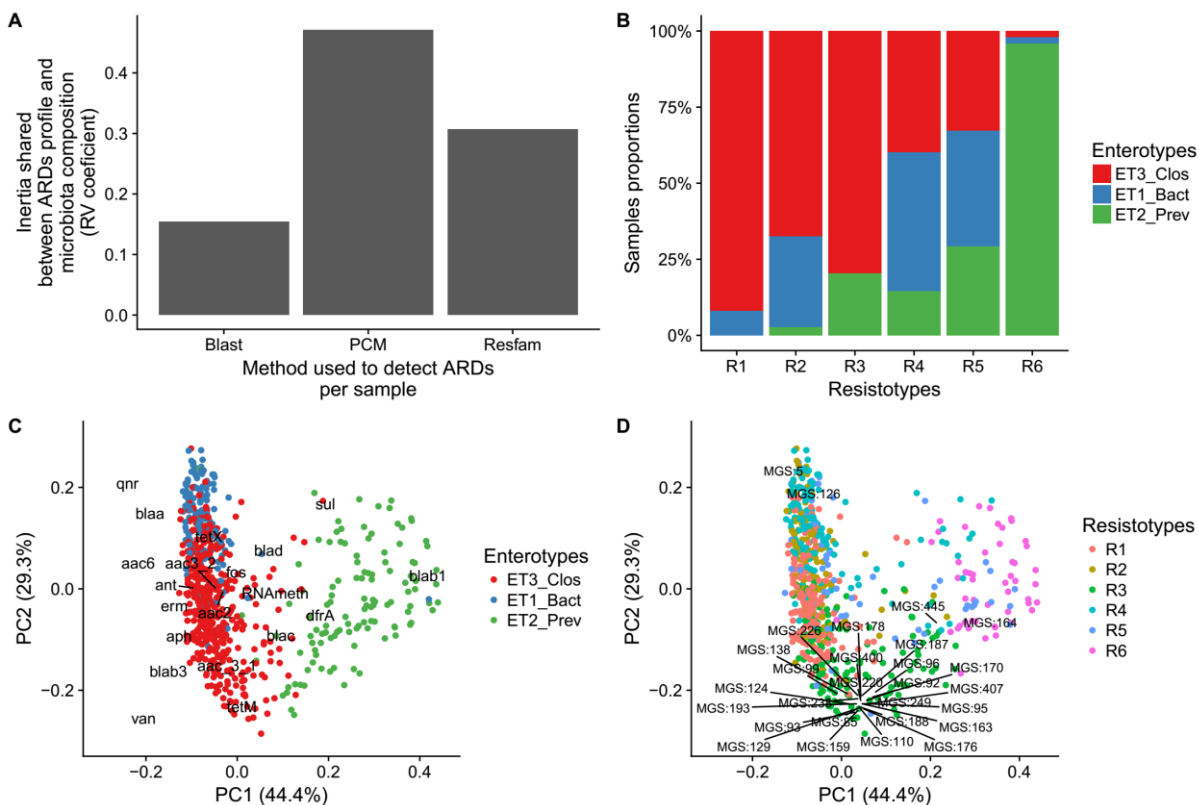 A
Inertia shared
between ARDs profile and
microbiota composition
(RV coeficient)
0.4
0.3
0.2
0.1
0.0
Blast
PCM
Resfam
Method used to detect ARDs
per sample
B
Samples proportions
100%
75%
50%
25%
0%
R1
R2
R3
R4
R5
R6
Resistotypes
Enterotypes
ET3_Clos
ET1_Bact
ET2_Prev
C
PC2 (29.3%)
0.2
0.0
−0.2
qnr
blaa
tetX
aac6
aac3_2
fos
ant
erm
aac2
aph
blab3
aac_3_1
van
tetM
sul
blad
RNAmeth
dfrA
blac
blab1
−0.2
0.0
0.2
0.4
PC1 (44.4%)
Enterotypes
ET3_Clos
ET1_Bact
ET2_Prev
D
PC2 (29.3%)
0.2
0.0
−0.2
MGS:5
MGS:126
MGS:445
MGS:164
MGS:178
MGS:226
MGS:187
MGS:138
MGS:400
MGS:96
MGS:99
MGS:170
MGS:220
MGS:92
MGS:124
MGS:407
MGS:193
MGS:249
MGS:95
MGS:93
MGS:85
MGS:188
MGS:163
MGS:129
MGS:159
MGS:110
MGS:176
−0.2
0.0
0.2
0.4
PC1 (44.4%)
Resistotypes
R1
R2
R3
R4
R5
R6